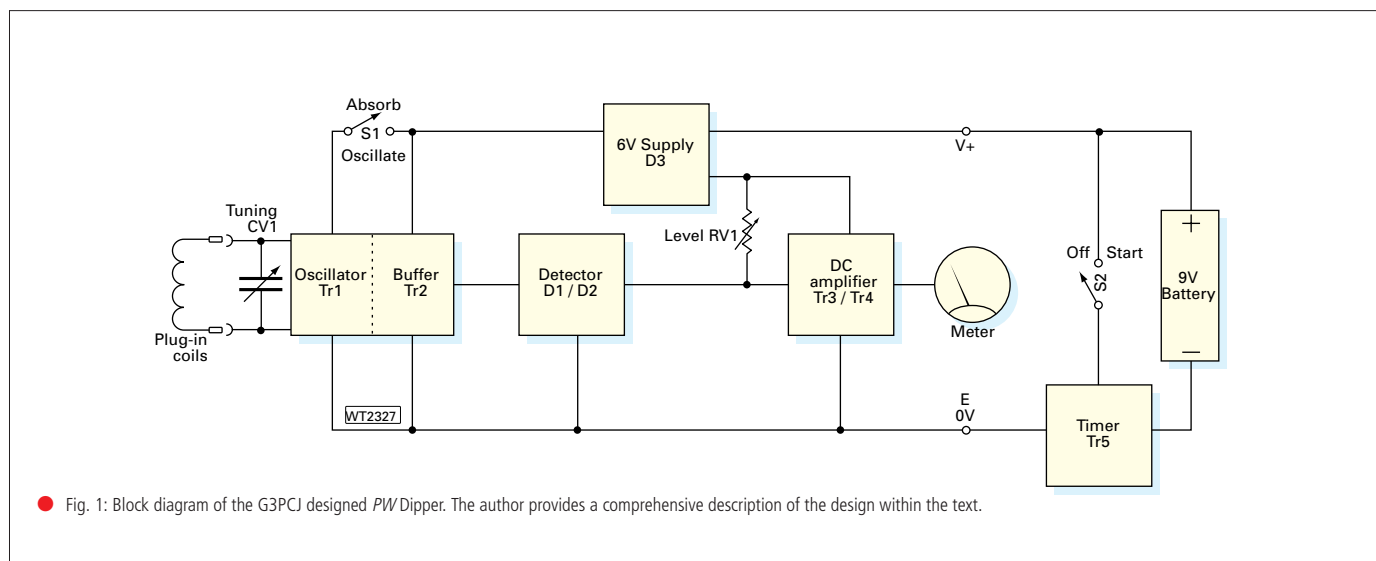 Absorb
S1
Oscillate
6V Supply
D3
V+
Tuning
CV1
Level RV1
Oscillator
Tr1
Buffer
Tr2
Detector
D1 / D2
DC
amplifier
Tr3 / Tr4
Meter
Off
Start
S2
+
9V
Battery
–
Plug-in
coils
WT2327
E
0V
Timer
Tr5
Fig. 1: Block diagram of the G3PCJ designed PW Dipper. The author provides a comprehensive description of the design within the text.